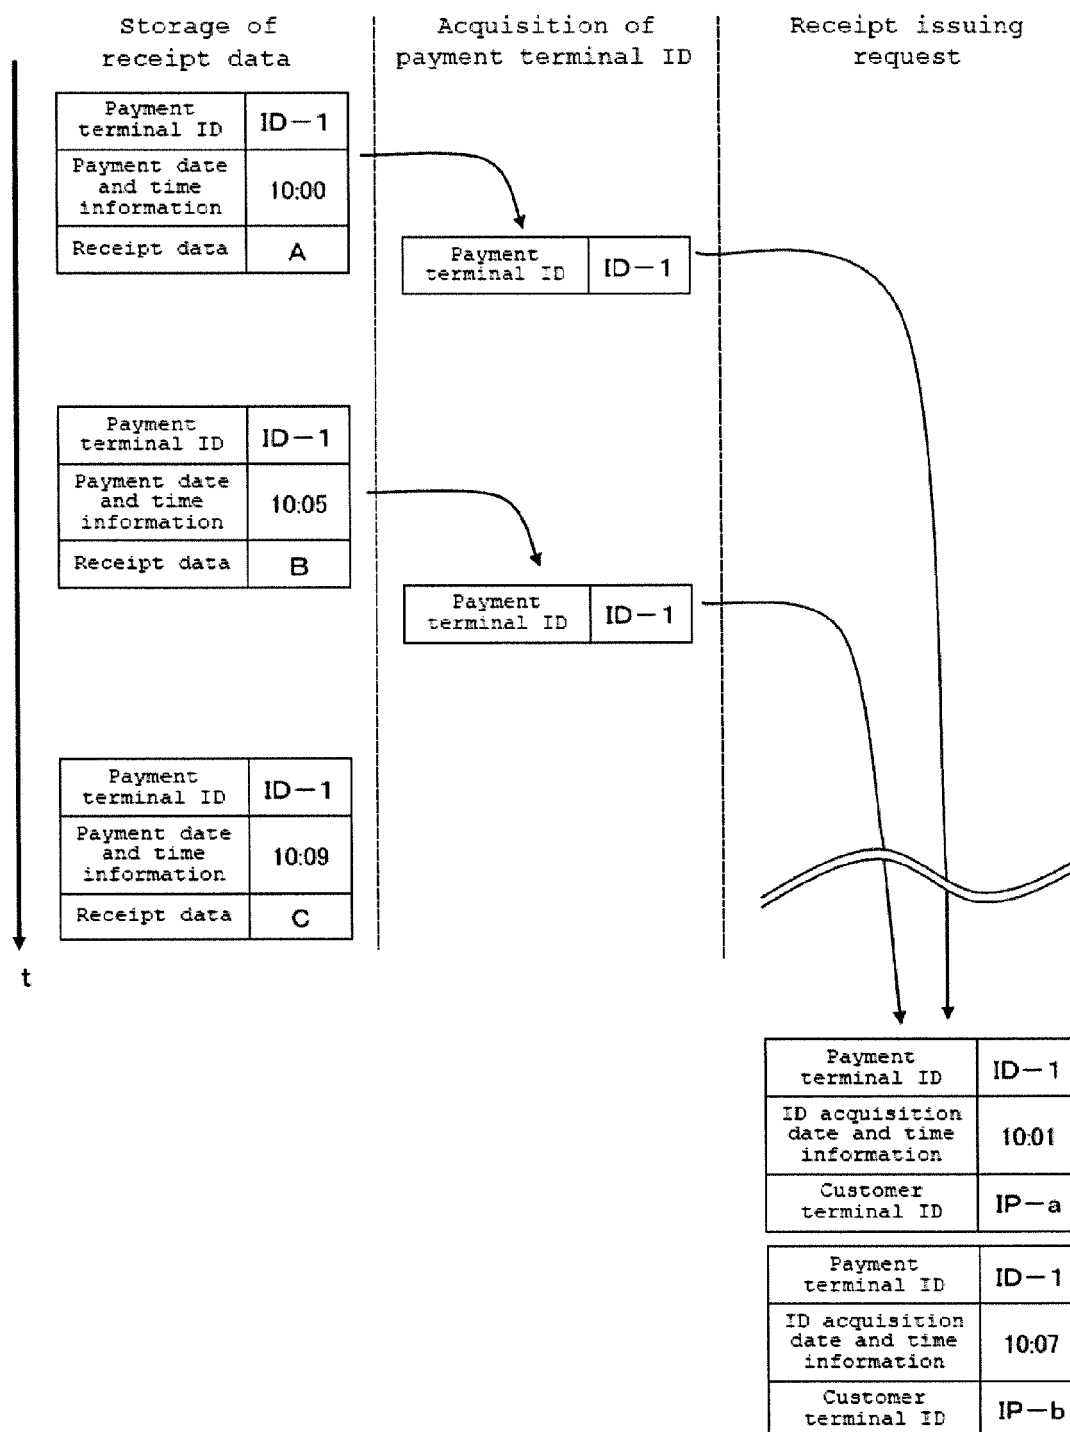 Storage of
receipt data
Acquisition of
payment terminal ID
Receipt issuing
request
Payment
terminal ID
ID-1
Payment date
and time
information
10:00
Receipt data
A
Payment
terminal ID
ID-1
Payment
terminal ID
ID-1
Payment date
and time
information
10:05
Receipt data
B
Payment
terminal ID
ID-1
Payment
terminal ID
ID-1
Payment date
and time
information
10:09
Receipt data
C
t
Payment
terminal ID
ID-1
ID acquisition
date and time
information
10:01
Customer
terminal ID
IP-a
Payment
terminal ID
ID-1
ID acquisition
date and time
information
10:07
Customer
terminal ID
IP-b